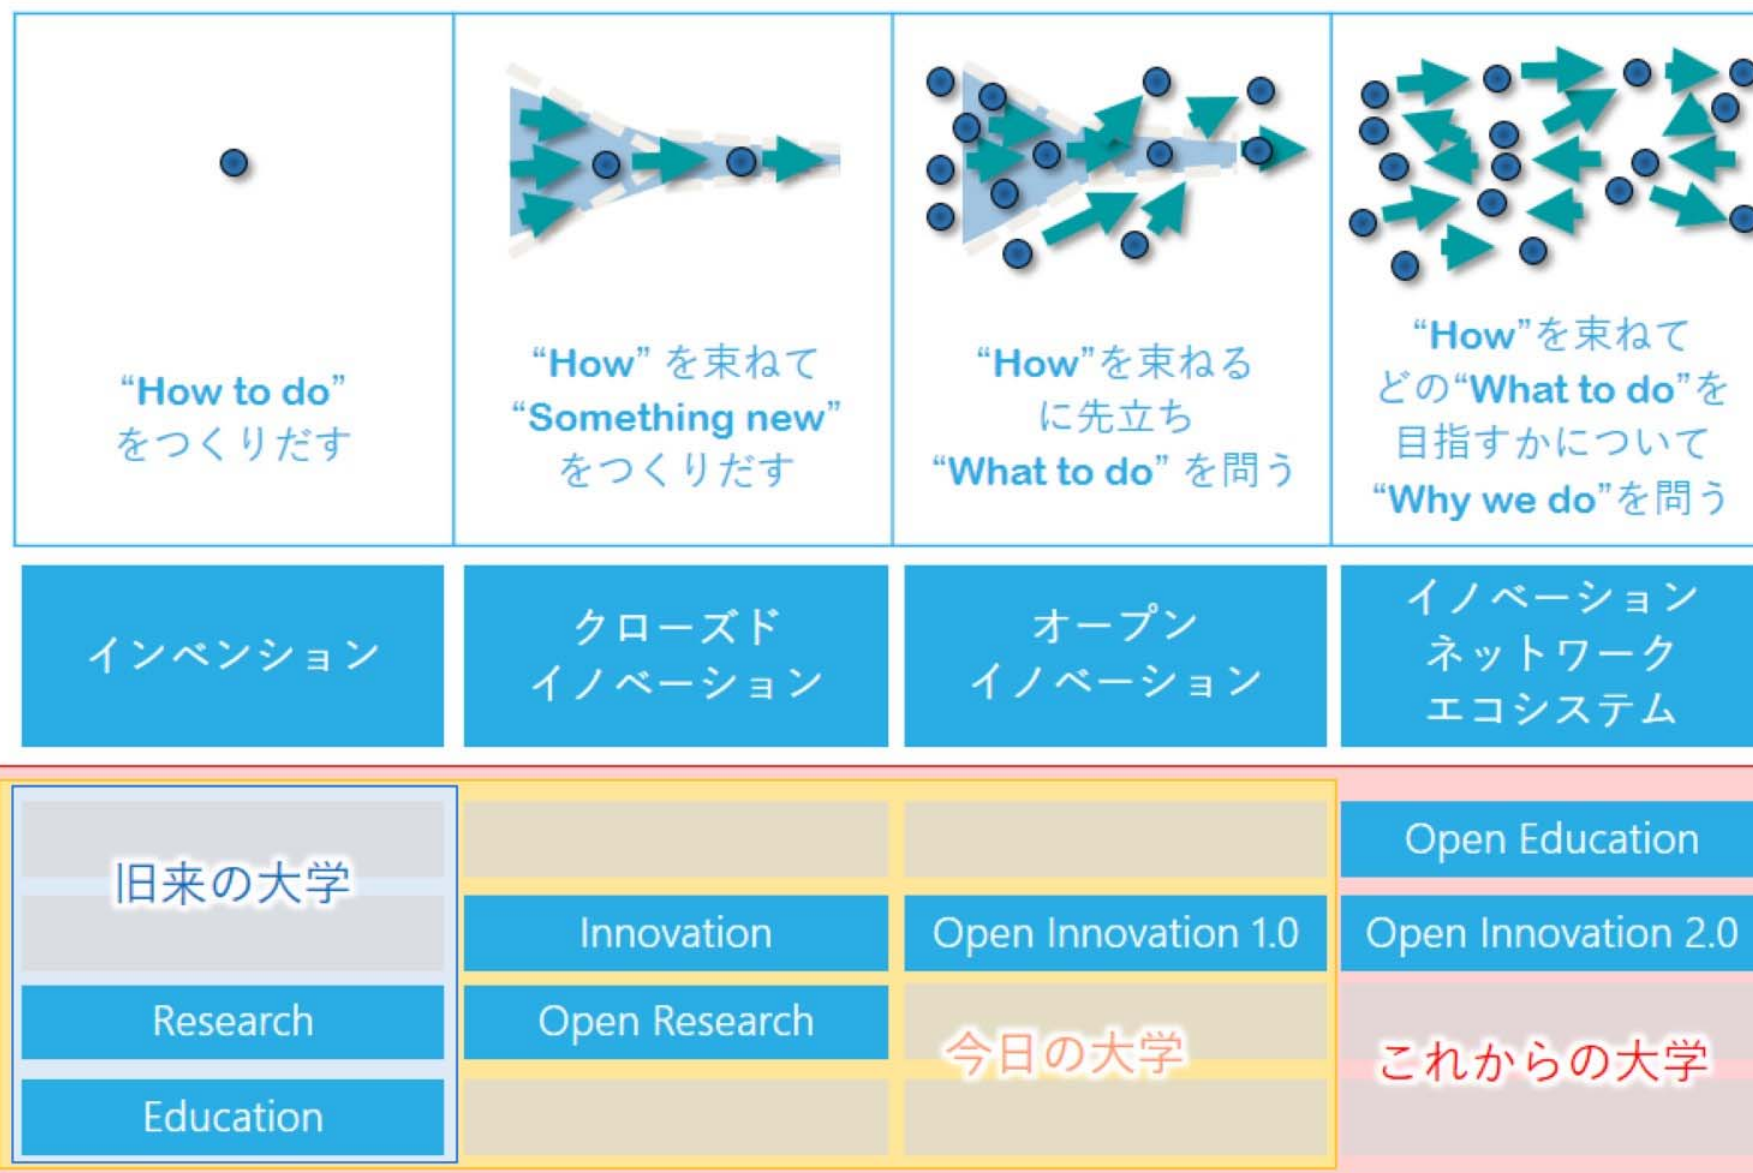 “How to do”
をつくりだす
“How” を束ねて
“Something new”
をつくりだす
“How”を束ねる
に先立ち
“What to do” を問う
“How”を束ねて
どの“What to do”を
目指すかについて
“Why we do”を問う
インベンション
クローズド
イノベーション
オープン
イノベーション
イノベーション
ネットワーク
エコシステム
旧来の大学
Research
Education
Innovation
Open Research
Open Innovation 1.0
今日の大学
Open Education
Open Innovation 2.0
これからの大学